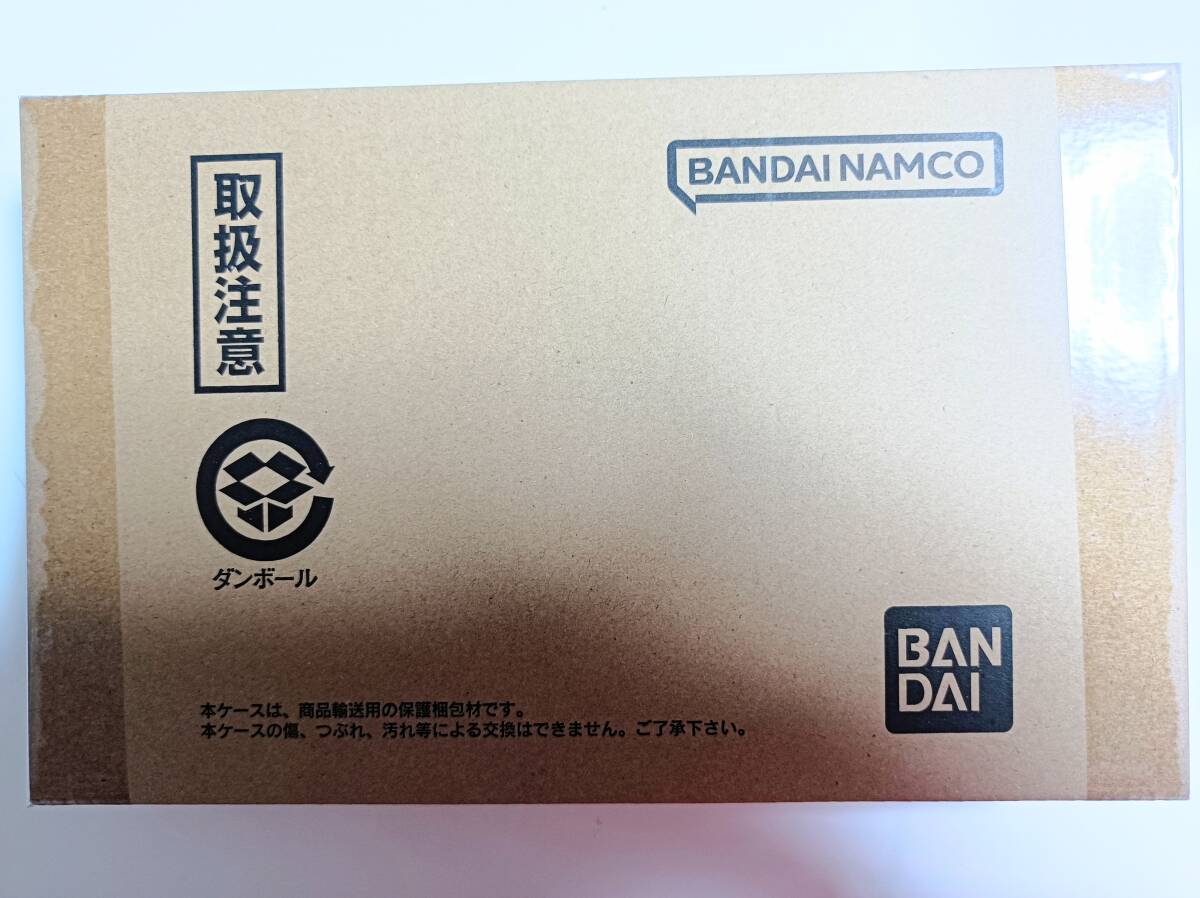 取扱注意
BANDAI NAMCO
ダンボール
BAN
DAI
本ケースは、商品輸送用の保護梱包材です。
本ケースの傷、つぶれ、汚れ等による交換はできません。ご了承下さい。